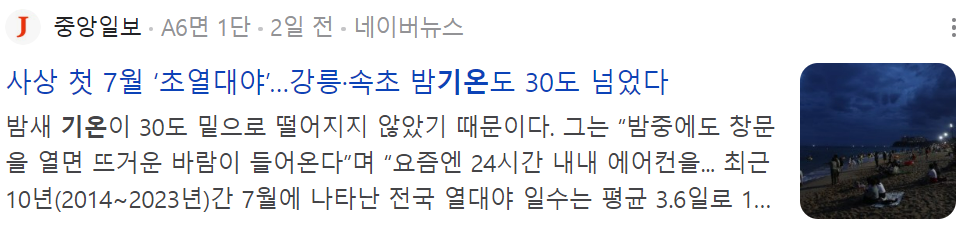 J 중앙일보 · A6면 1단 · 2일 전 · 네이버뉴스
사상 첫 7월 ‘초열대야’...강릉·속초 밤기온도 30도 넘었다
밤새 기온이 30도 밑으로 떨어지지 않았기 때문이다. 그는 “밤중에도 창문
을 열면 뜨거운 바람이 들어온다”며 “요즘엔 24시간 내내 에어컨을... 최근
10년(2014~2023년)간 7월에 나타난 전국 열대야 일수는 평균 3.6일로 1...